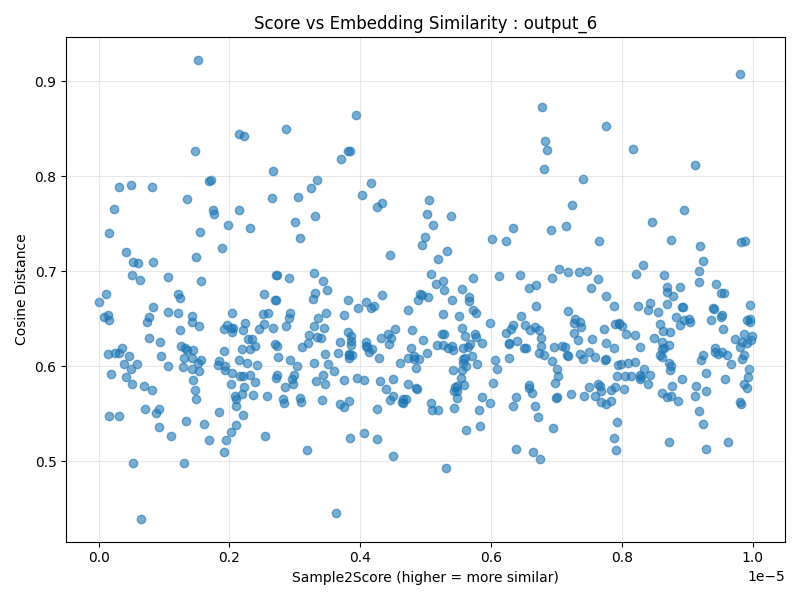 Score vs Embedding Similarity : output_6
0.9
0.8
0.7
0.6
0.5
Cosine Distance
0.0 0.2 0.4 0.6 0.8 1.0
1e−5
Sample2Score (higher = more similar)